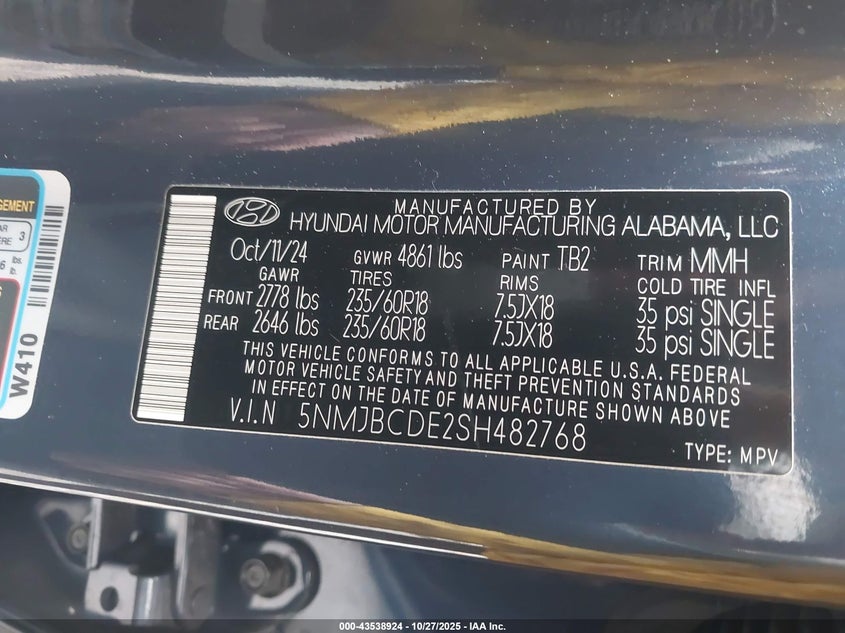 GEMENT
3
ERE
lb.
W410
MANUFACTURED BY
HYUNDAI MOTOR MANUFACTURING ALABAMA, LLC
Oct/11/24 GVWR 4861 lbs PAINT TB2 TRIM MMH
GAWR TIRES RIMS COLD TIRE INFL
FRONT 2778 lbs 235/60R18 7.5JX18 35 psi SINGLE
REAR 2646 lbs 235/60R18 7.5JX18 35 psi SINGLE
THIS VEHICLE CONFORMS TO ALL APPLICABLE U.S.A. FEDERAL
MOTOR VEHICLE SAFETY AND THEFT PREVENTION STANDARDS
IN EFFECT ON THE DATE OF MANUFACTURE SHOWN ABOVE
V.I.N 5NMJBCDE2SH482768
TYPE: MPV
000-43538924 - 10/27/2025 - IAA Inc.